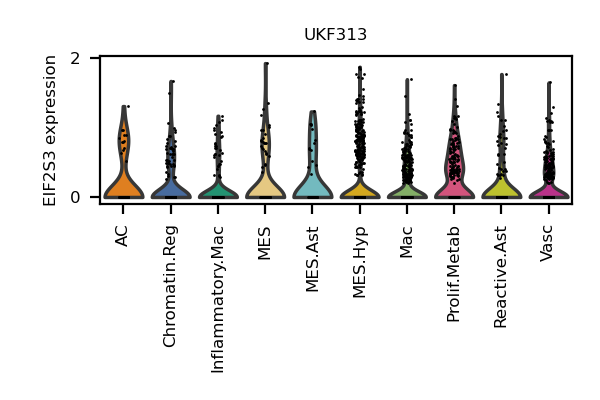 UKF313
EIF2S3 expression
2
0
AC
Chromatin.Reg
Inflammatory.Mac
MES
MES.Ast
MES.Hyp
Mac
Prolif.Metab
Reactive.Ast
Vasc